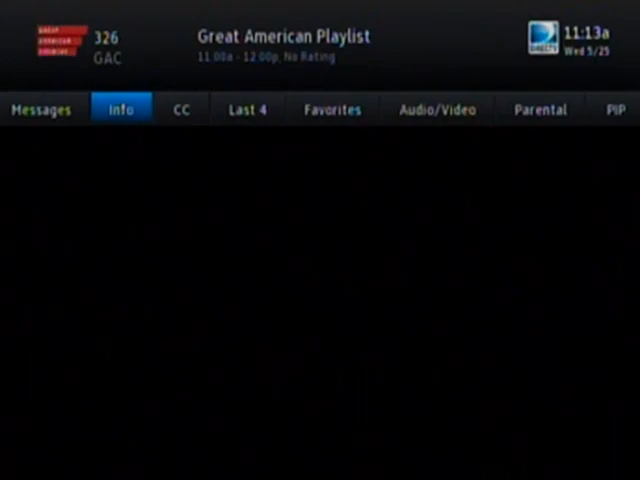 326
GAC
Great American Playlist
11:00a - 12:00p, No Rating
DIRECTV
11:13a
Wed 5/25
Messages Info CC Last 4 Favorites Audio/Video Parental PIP